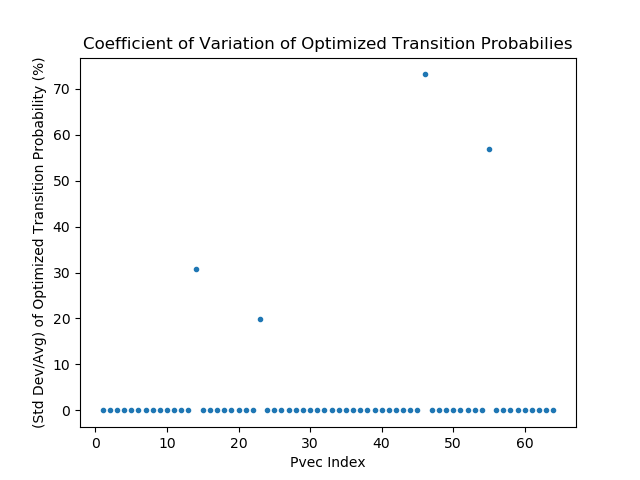 Coefficient of Variation of Optimized Transition Probabilies
(Std Dev/Avg) of Optimized Transition Probability (%)
70
60
50
40
30
20
10
0
0 10 20 30 40 50 60
Pvec Index